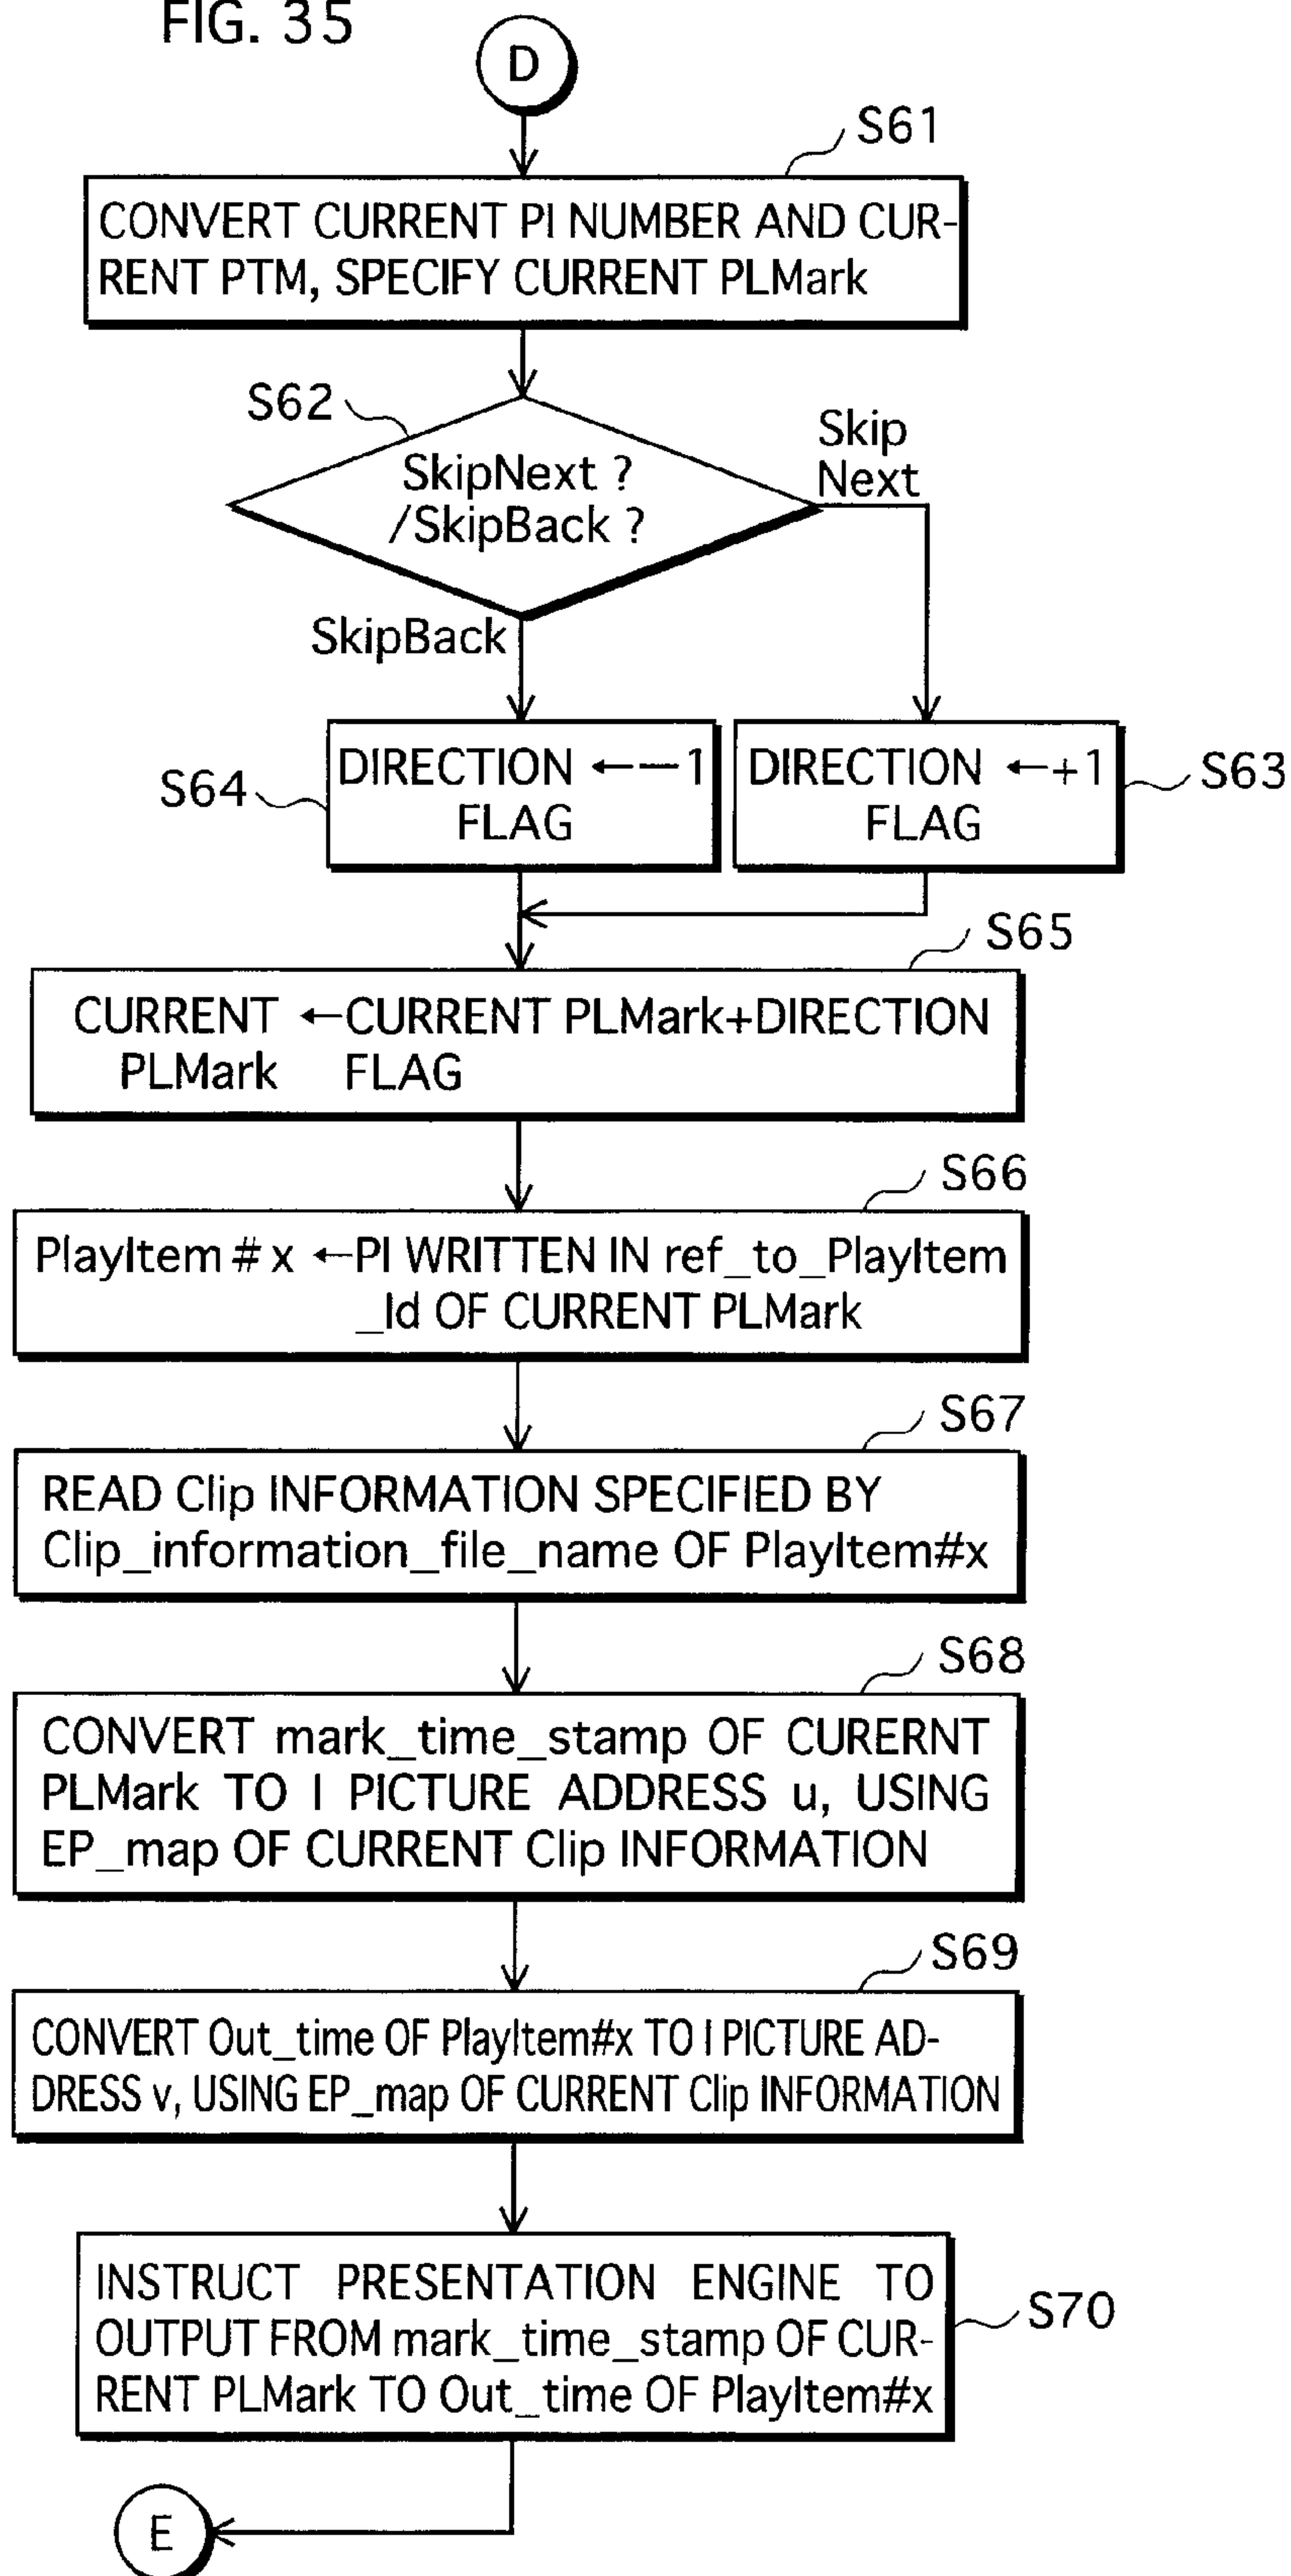 FIG. 35
D
S61
CONVERT CURRENT PI NUMBER AND CUR-
RENT PTM, SPECIFY CURRENT PLMark
S62
SkipNext ?
/SkipBack ?
Skip
Next
SkipBack
S64
DIRECTION ←−1
FLAG
DIRECTION ←+1
FLAG
S63
S65
CURRENT ←CURRENT PLMark+DIRECTION
PLMark FLAG
S66
PlayItem # x ←PI WRITTEN IN ref_to_PlayItem
_Id OF CURRENT PLMark
S67
READ Clip INFORMATION SPECIFIED BY
Clip_information_file_name OF PlayItem#x
S68
CONVERT mark_time_stamp OF CURERNT
PLMark TO I PICTURE ADDRESS u, USING
EP_map OF CURRENT Clip INFORMATION
S69
CONVERT Out_time OF PlayItem#x TO I PICTURE AD-
DRESS v, USING EP_map OF CURRENT Clip INFORMATION
INSTRUCT PRESENTATION ENGINE TO
OUTPUT FROM mark_time_stamp OF CUR-
RENT PLMark TO Out_time OF PlayItem#x
S70
E